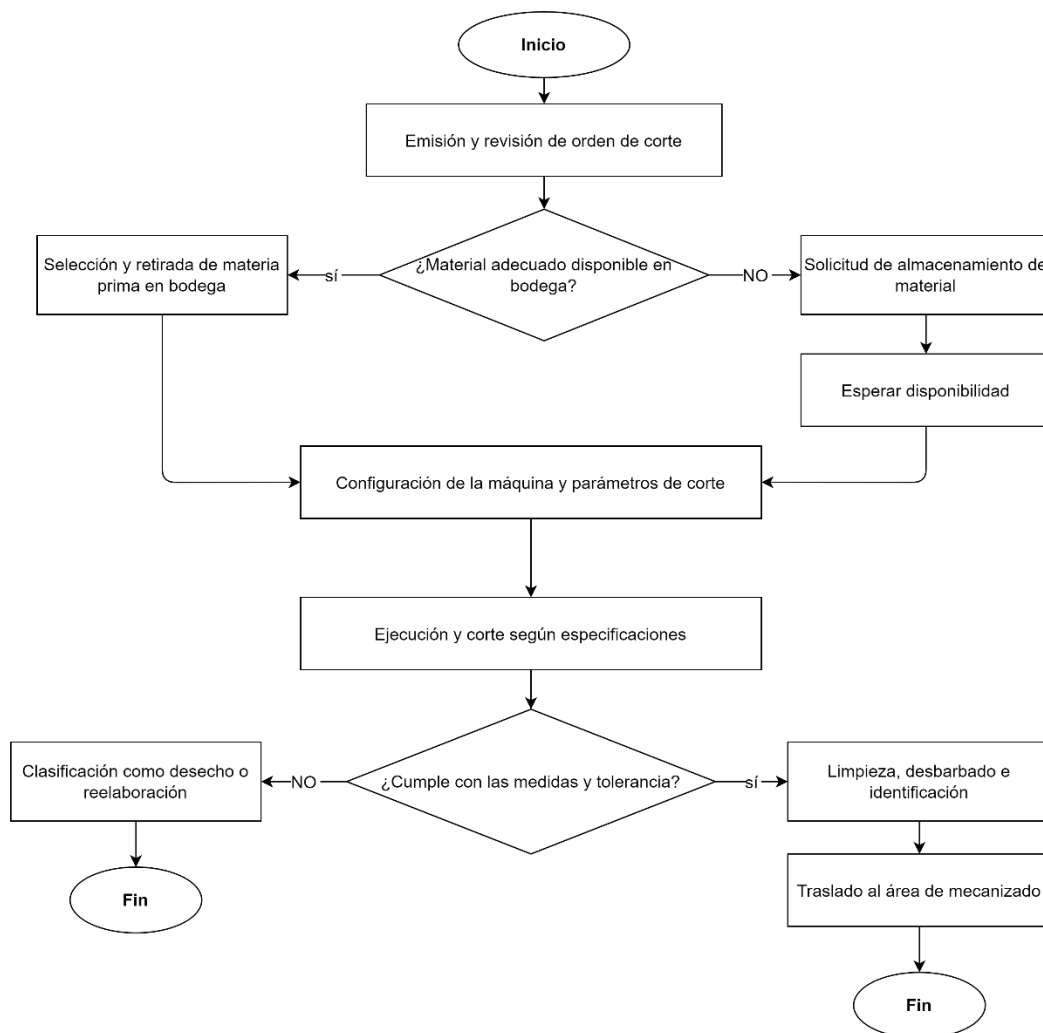 Inicio
Emisión y revisión de orden de corte
¿Material adecuado disponible en
bodega?
sí
NO
Selección y retirada de materia
prima en bodega
Solicitud de almacenamiento de
material
Esperar disponibilidad
Configuración de la máquina y parámetros de corte
Ejecución y corte según especificaciones
¿Cumple con las medidas y tolerancia?
NO
sí
Clasificación como desecho o
reelaboración
Limpieza, desbarbado e
identificación
Fin
Traslado al área de mecanizado
Fin